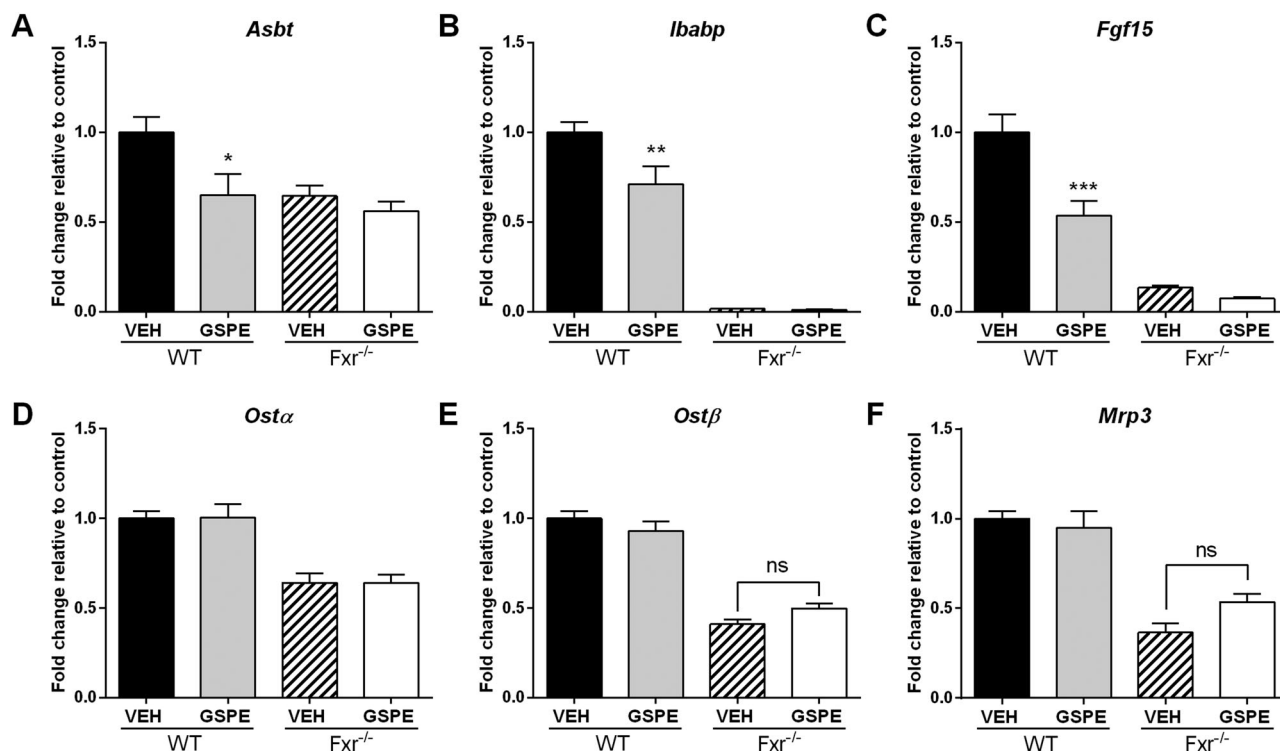 A
Asbt
Fold change relative to control
1.5
1.0
0.5
0.0
*
VEH GSPE VEH GSPE
WT Fxr-/-
B
Ibabp
Fold change relative to control
1.5
1.0
0.5
0.0
**
VEH GSPE VEH GSPE
WT Fxr-/-
C
Fgf15
Fold change relative to control
1.5
1.0
0.5
0.0
***
VEH GSPE VEH GSPE
WT Fxr-/-
D
Ostα
Fold change relative to control
1.5
1.0
0.5
0.0
VEH GSPE VEH GSPE
WT Fxr-/-
E
Ostβ
Fold change relative to control
1.5
1.0
0.5
0.0
ns
VEH GSPE VEH GSPE
WT Fxr-/-
F
Mrp3
Fold change relative to control
1.5
1.0
0.5
0.0
ns
VEH GSPE VEH GSPE
WT Fxr-/-